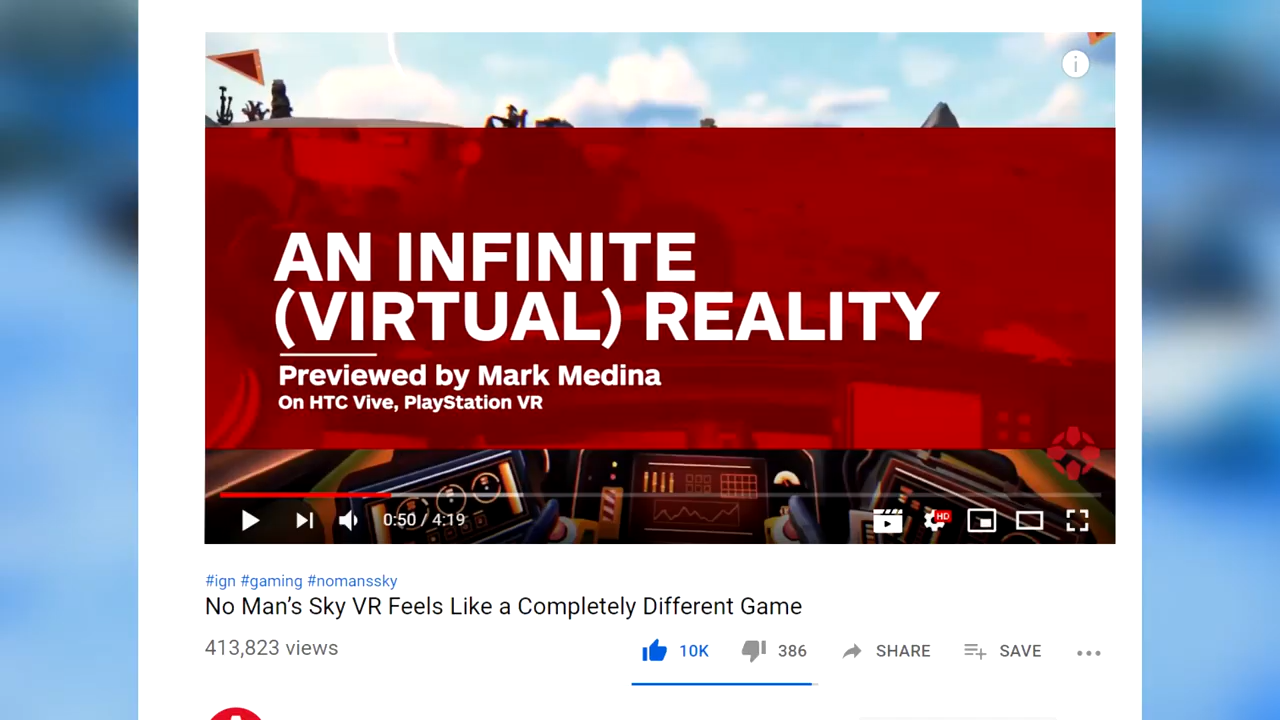 i
AN INFINITE
(VIRTUAL) REALITY
Previewed by Mark Medina
On HTC Vive, PlayStation VR
0:50 / 4:19
HD
#ign #gaming #nomanssky
No Man’s Sky VR Feels Like a Completely Different Game
413,823 views
10K
386
SHARE
SAVE